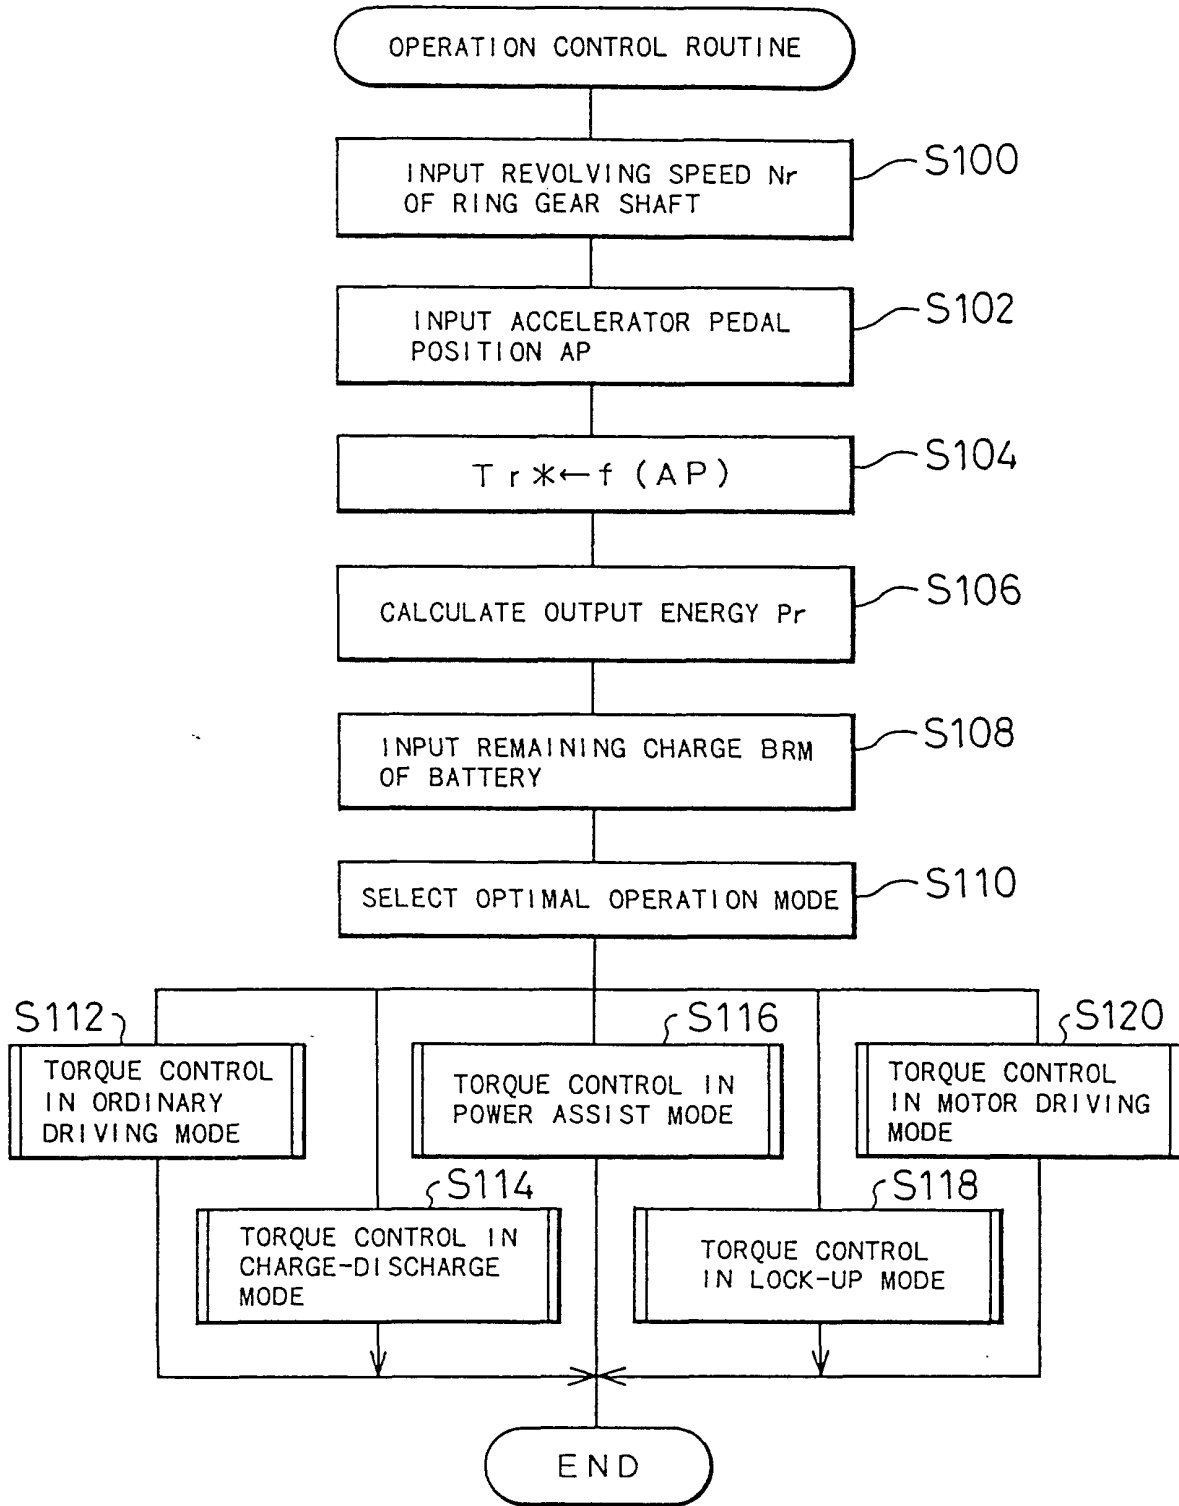 OPERATION CONTROL ROUTINE
INPUT REVOLVING SPEED Nr
OF RING GEAR SHAFT
S100
INPUT ACCELERATOR PEDAL
POSITION AP
S102
Tr*←f(AP)
S104
CALCULATE OUTPUT ENERGY Pr
S106
INPUT REMAINING CHARGE BRM
OF BATTERY
S108
SELECT OPTIMAL OPERATION MODE
S110
S112
TORQUE CONTROL
IN ORDINARY
DRIVING MODE
S116
TORQUE CONTROL IN
POWER ASSIST MODE
S120
TORQUE CONTROL
IN MOTOR DRIVING
MODE
S114
TORQUE CONTROL IN
CHARGE-DISCHARGE
MODE
S118
TORQUE CONTROL
IN LOCK-UP MODE
END